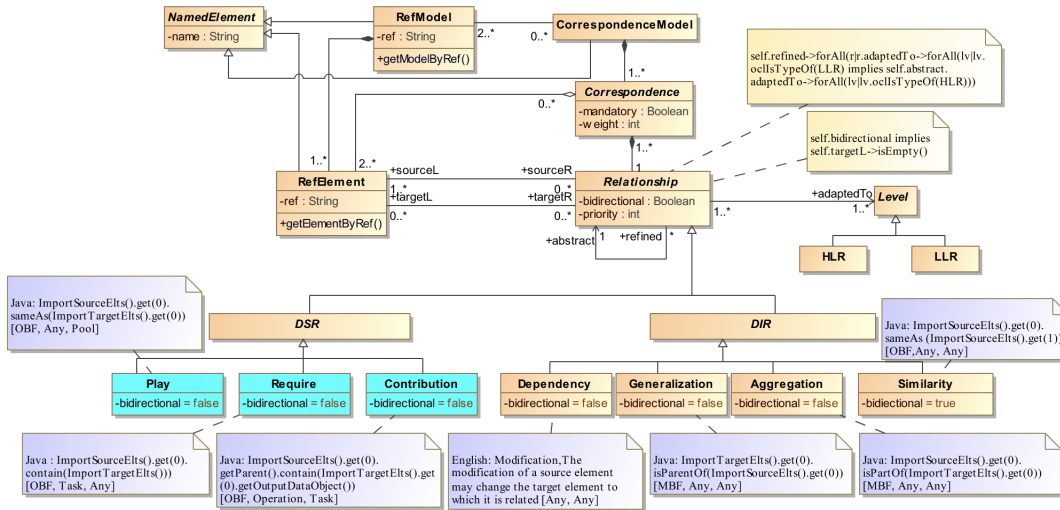 NamedElement
-name : String
RefModel
-ref : String
+getModelByRef()
2..*
0..*
CorrespondenceModel
1..*
0..*
Correspondence
-mandatory : Boolean
-weight : int
self.refined->forAll(r|r.adaptedTo->forAll(lv|lv.
oclIsTypeOf(LLR) implies self.abstract.
adaptedTo->forAll(lv|lv.oclIsTypeOf(HLR)))
self.bidirectional implies
self.targetL->isEmpty()
1..*
2..*
1..*
1
RefElement
-ref : String
+getElementByRef()
+sourceL
1..*
+targetL
0..*
+sourceR
0..*
+targetR
0..*
Relationship
-bidirectional : Boolean
-priority : int
+abstract
1
+refined
*
1..*
+adaptedTo
1..*
Level
HLR
LLR
Java: ImportSourceElts().get(0).
sameAs(ImportTargetElts().get(0))
[OBF, Any, Pool]
DSR
DIR
Java: ImportSourceElts().get(0).
sameAs (ImportSourceElts().get(1))
[OBF,Any, Any]
Play
-bidirectional = false
Require
-bidirectional = false
Contribution
-bidirectional = false
Dependency
-bidirectional = false
Generalization
-bidirectional = false
Aggregation
-bidirectional = false
Similarity
-bidiectional = true
Java : ImportSourceElts().get(0).
contain(ImportTargetElts()))
[OBF, Task, Any]
Java: ImportSourceElts().get(0).
getParent().contain(ImportTargetElts().get
(0).getOutputDataObject())
[OBF, Operation, Task]
English: Modification,The
modification of a source element
may change the target element to
which it is related [Any, Any]
Java: ImportSourceElts().get(0).
isParentOf(ImportSourceElts().get(0))
[MBF, Any, Any]
Java: ImportSourceElts().get(0).
isPartOf(ImportTargetElts().get(0))
[MBF, Any, Any]